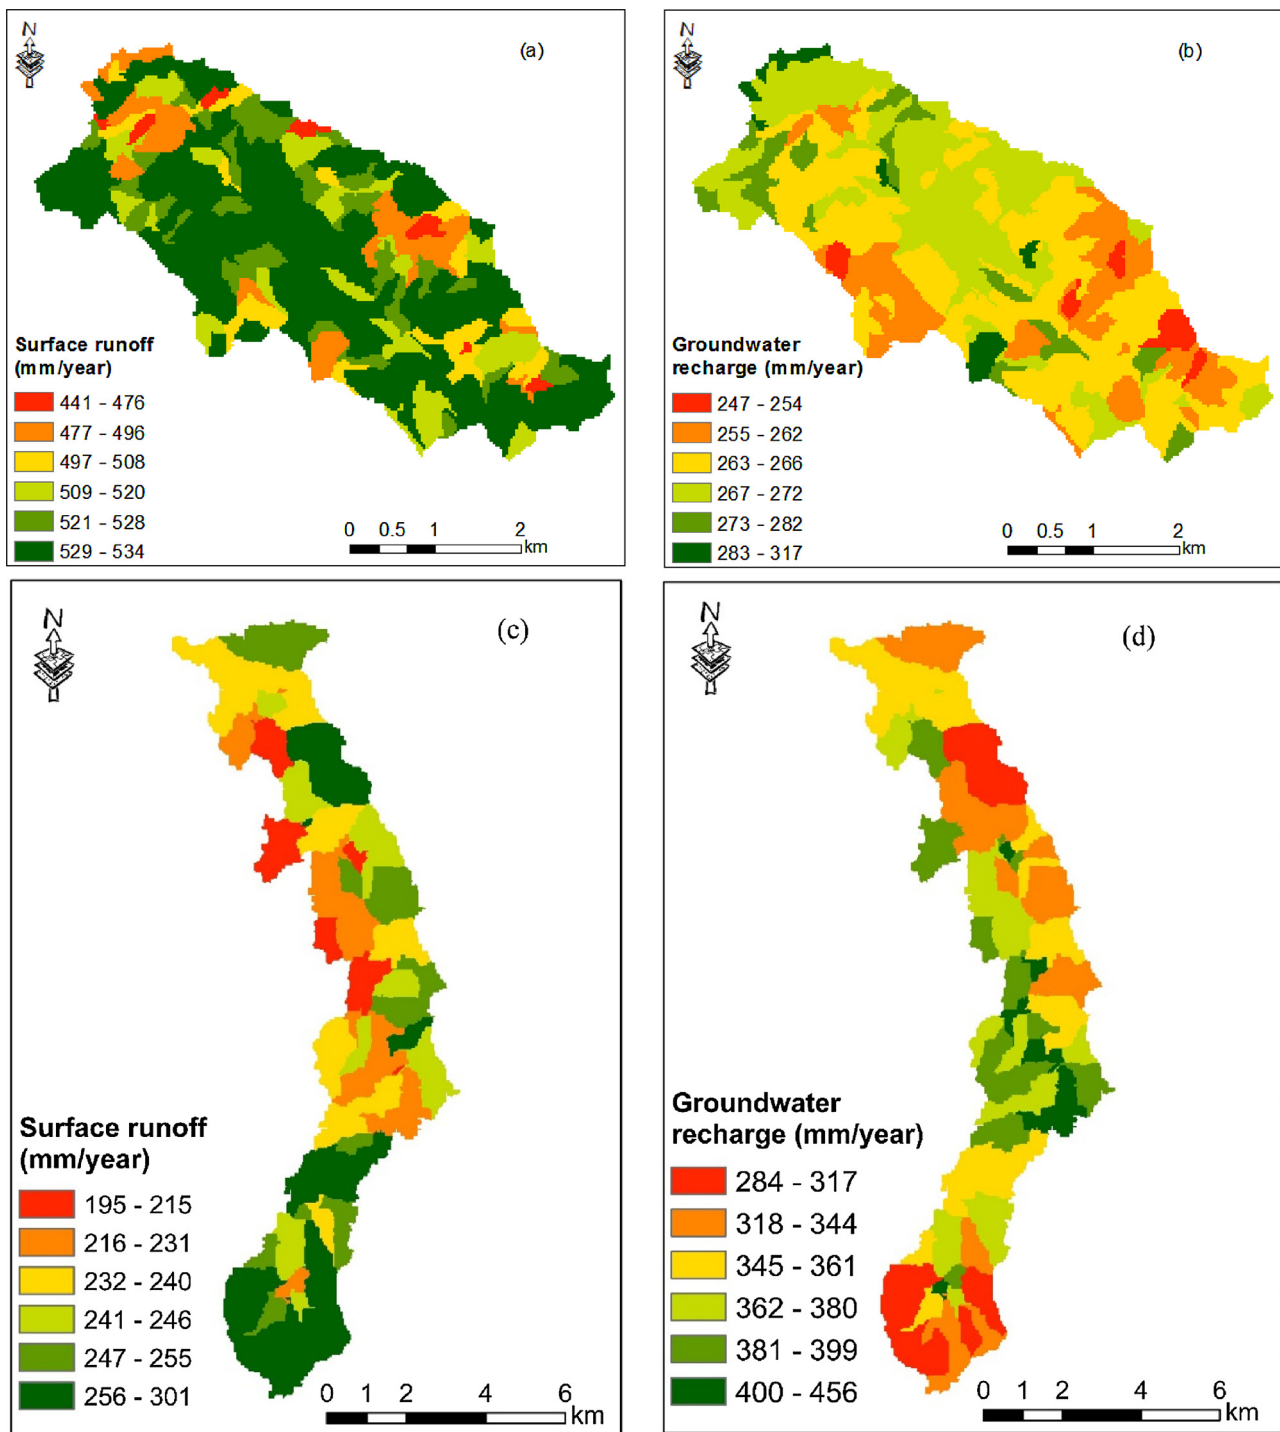 N
(a)
Surface runoff
(mm/year)
441 - 476
477 - 496
497 - 508
509 - 520
521 - 528
529 - 534
0 0.5 1 2
km
N
(b)
Groundwater
recharge (mm/year)
247 - 254
255 - 262
263 - 266
267 - 272
273 - 282
283 - 317
0 0.5 1 2
km
N
(c)
Surface runoff
(mm/year)
195 - 215
216 - 231
232 - 240
241 - 246
247 - 255
256 - 301
0 1 2 4 6
km
N
(d)
Groundwater
recharge (mm/year)
284 - 317
318 - 344
345 - 361
362 - 380
381 - 399
400 - 456
0 1 2 4 6
km